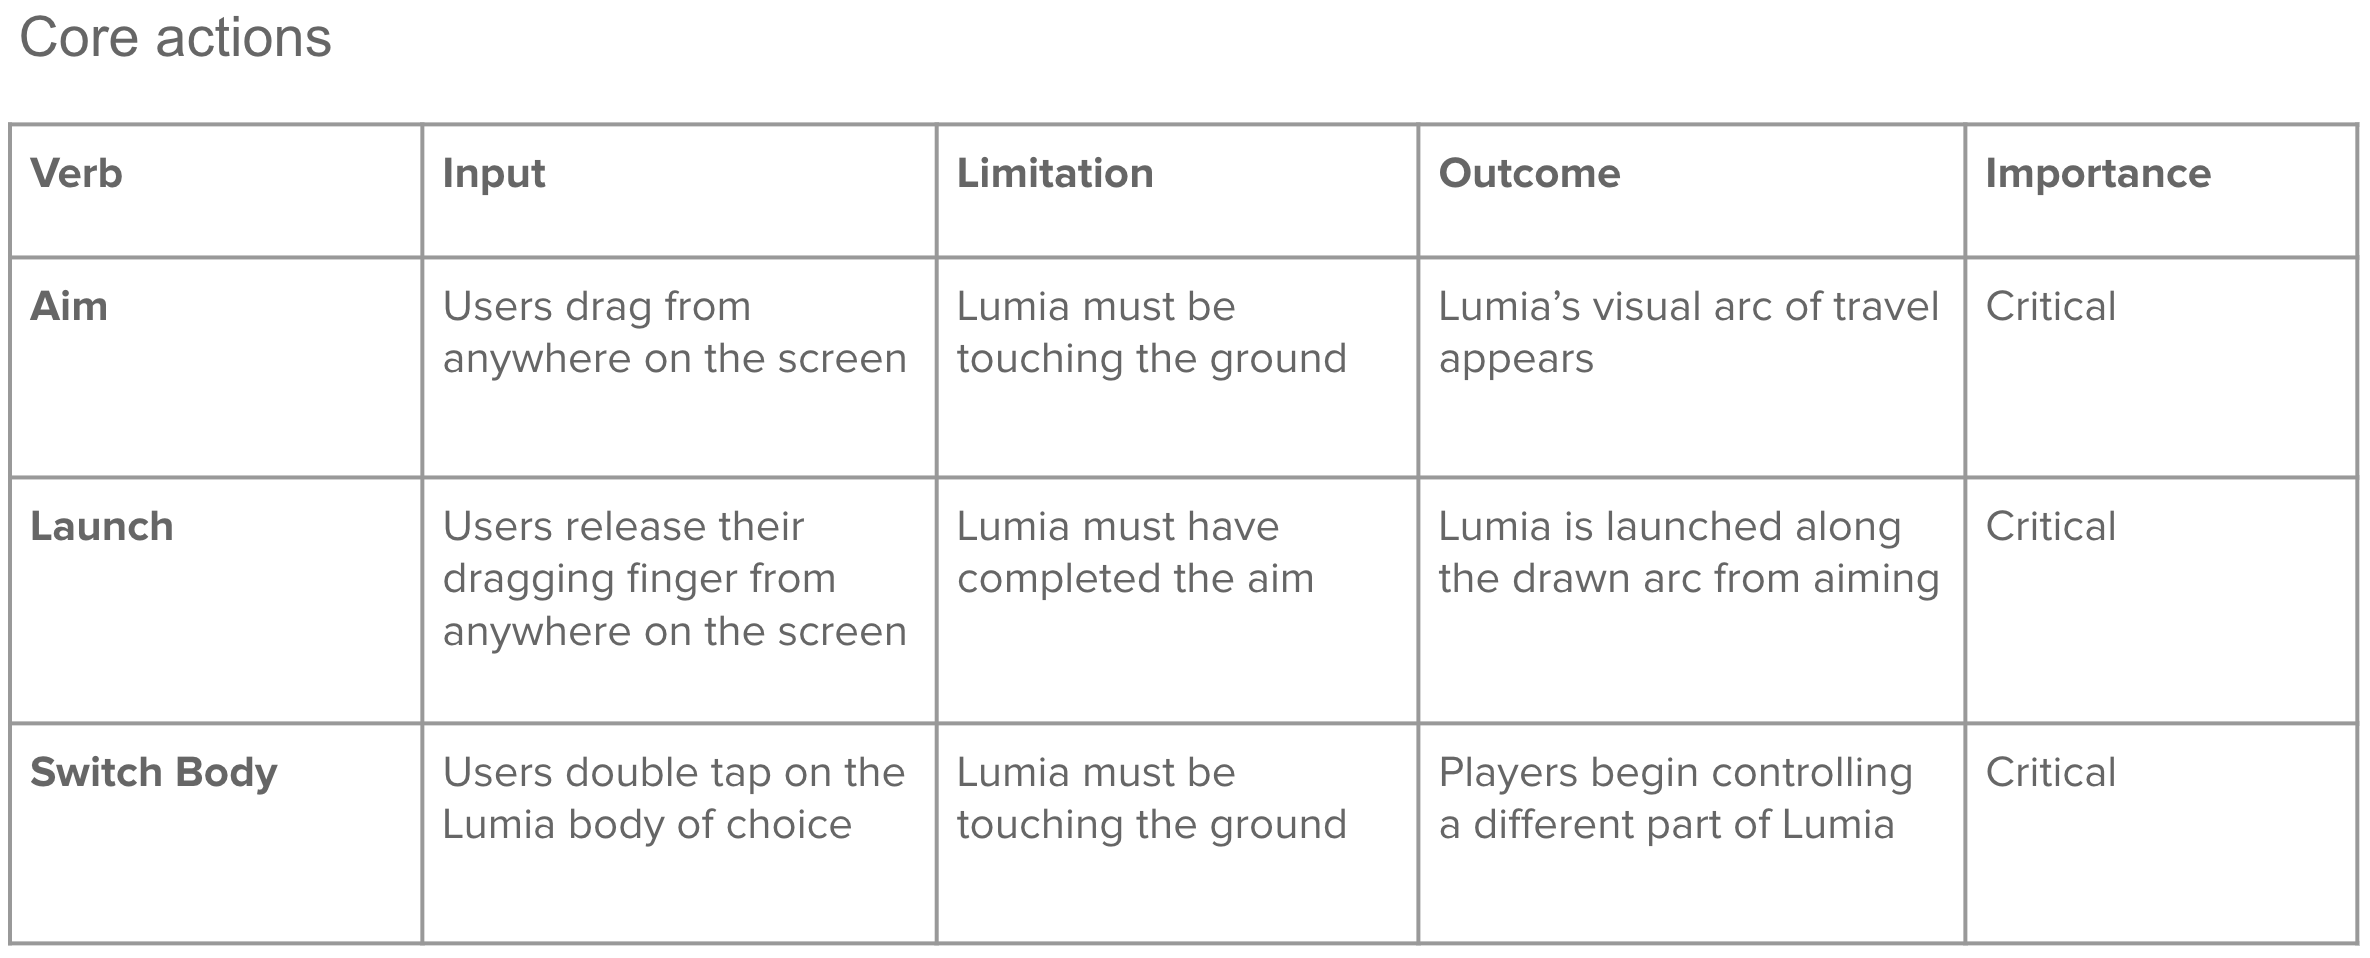 Core actions
Verb
Input
Limitation
Outcome
Importance
Aim
Users drag from
anywhere on the screen
Lumia must be
touching the ground
Lumia’s visual arc of travel
appears
Critical
Launch
Users release their
dragging finger from
anywhere on the screen
Lumia must have
completed the aim
Lumia is launched along
the drawn arc from aiming
Critical
Switch Body
Users double tap on the
Lumia body of choice
Lumia must be
touching the ground
Players begin controlling
a different part of Lumia
Critical